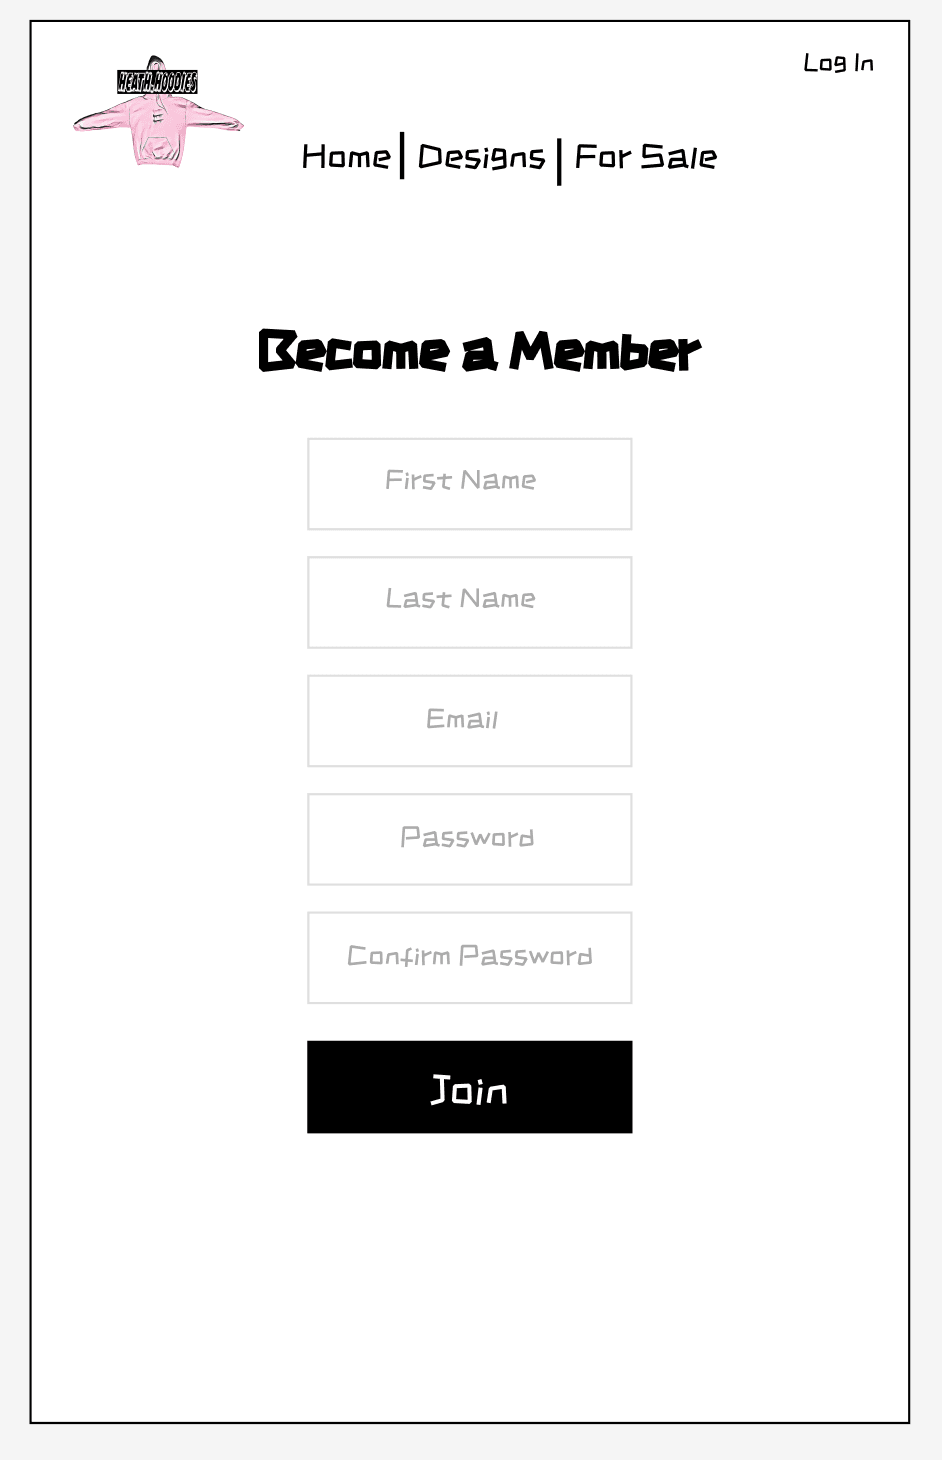 Log In
HEATH.HOODIES
Home | Designs | For Sale
Become a Member
First Name
Last Name
Email
Password
Confirm Password
Join